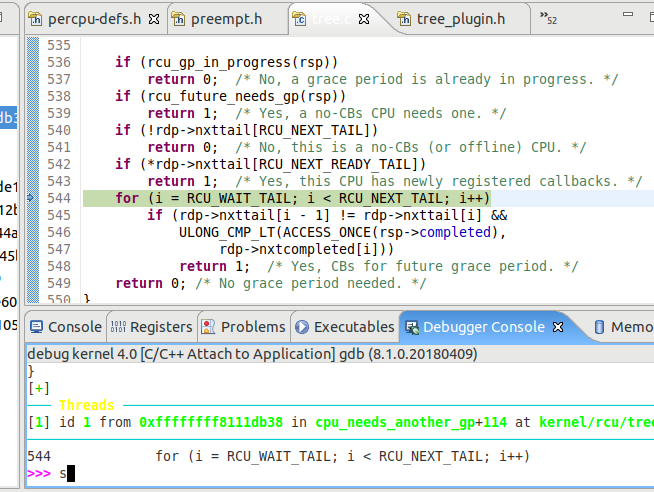 percpu-defs.h preempt.h tree.c tree_plugin.h »52
535
536 if (rcu_gp_in_progress(rsp))
537 return 0; /* No, a grace period is already in progress. */
538 if (rcu_future_needs_gp(rsp))
539 return 1; /* Yes, a no-CBs CPU needs one. */
540 if (!rdp->nxttail[RCU_NEXT_TAIL])
541 return 0; /* No, this is a no-CBs (or offline) CPU. */
542 if (*rdp->nxttail[RCU_NEXT_READY_TAIL])
543 return 1; /* Yes, this CPU has newly registered callbacks. */
544 for (i = RCU_WAIT_TAIL; i < RCU_NEXT_TAIL; i++)
545 if (rdp->nxttail[i - 1] != rdp->nxttail[i] &&
546 ULONG_CMP_LT(ACCESS_ONCE(rsp->completed),
547 rdp->nxtcompleted[i]))
548 return 1; /* Yes, CBs for future grace period. */
549 return 0; /* No grace period needed. */
550 }
Console Registers Problems Executables Debugger Console Memo
debug kernel 4.0 [C/C++ Attach to Application] gdb (8.1.0.20180409)
}
[+]
Threads
[1] id 1 from 0xffffffff8111db38 in cpu_needs_another_gp+114 at kernel/rcu/tree
544 for (i = RCU_WAIT_TAIL; i < RCU_NEXT_TAIL; i++)
>>> s